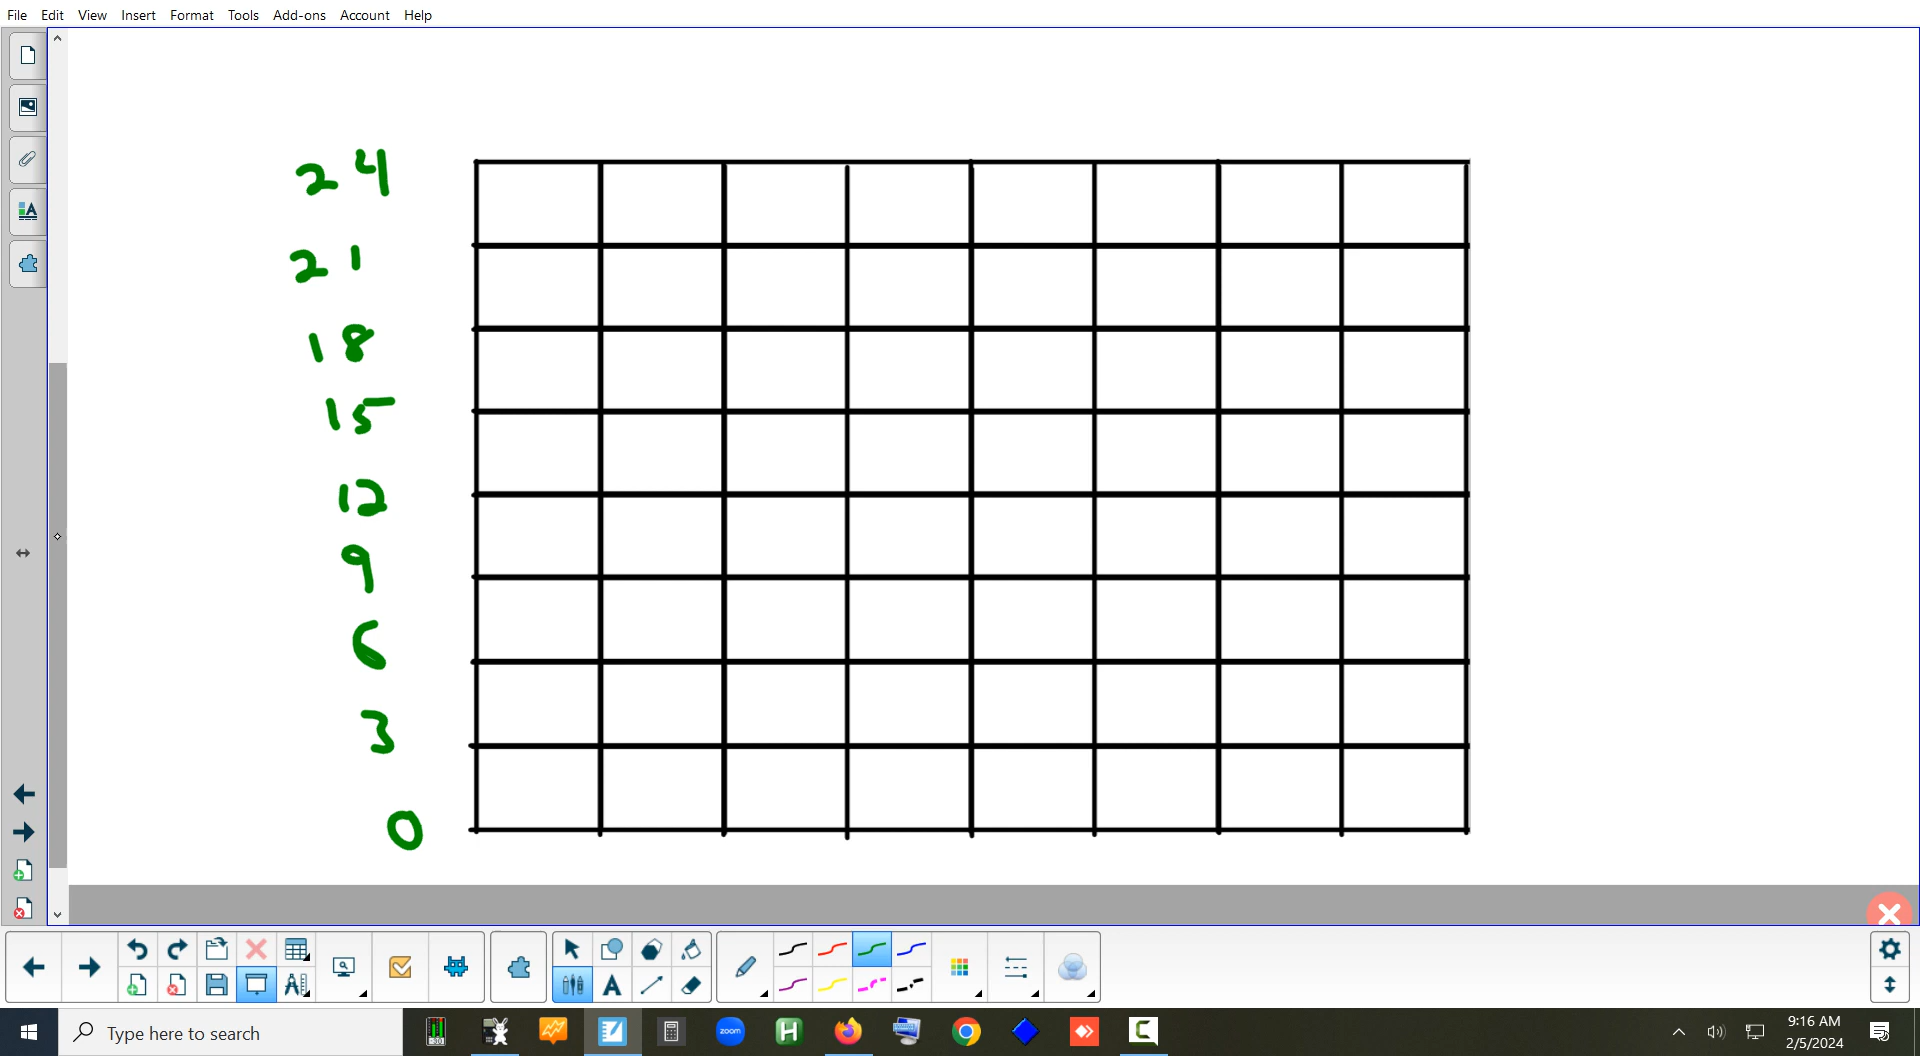 File Edit View Insert Format Tools Add-ons Account Help
24
21
18
15
12
9
6
3
0
A
Type here to search
zoom
H
C
9:16 AM
2/5/2024